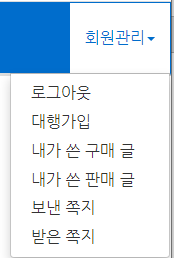 회원관리
로그아웃
대행가입
내가 쓴 구매 글
내가 쓴 판매 글
보낸 쪽지
받은 쪽지